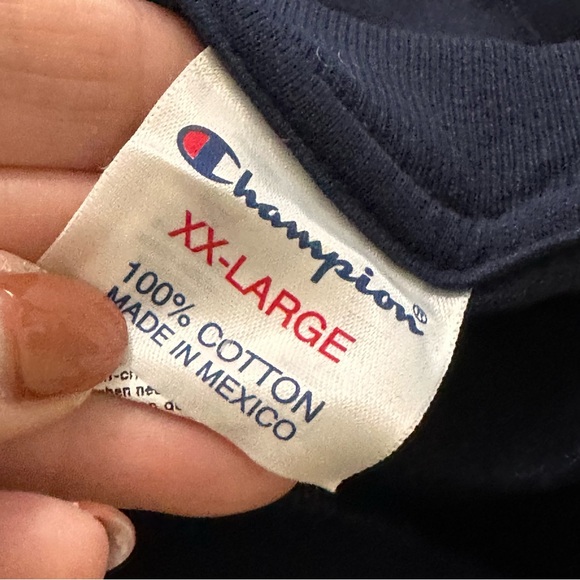 Champion®
XX-LARGE
100% COTTON
MADE IN MEXICO